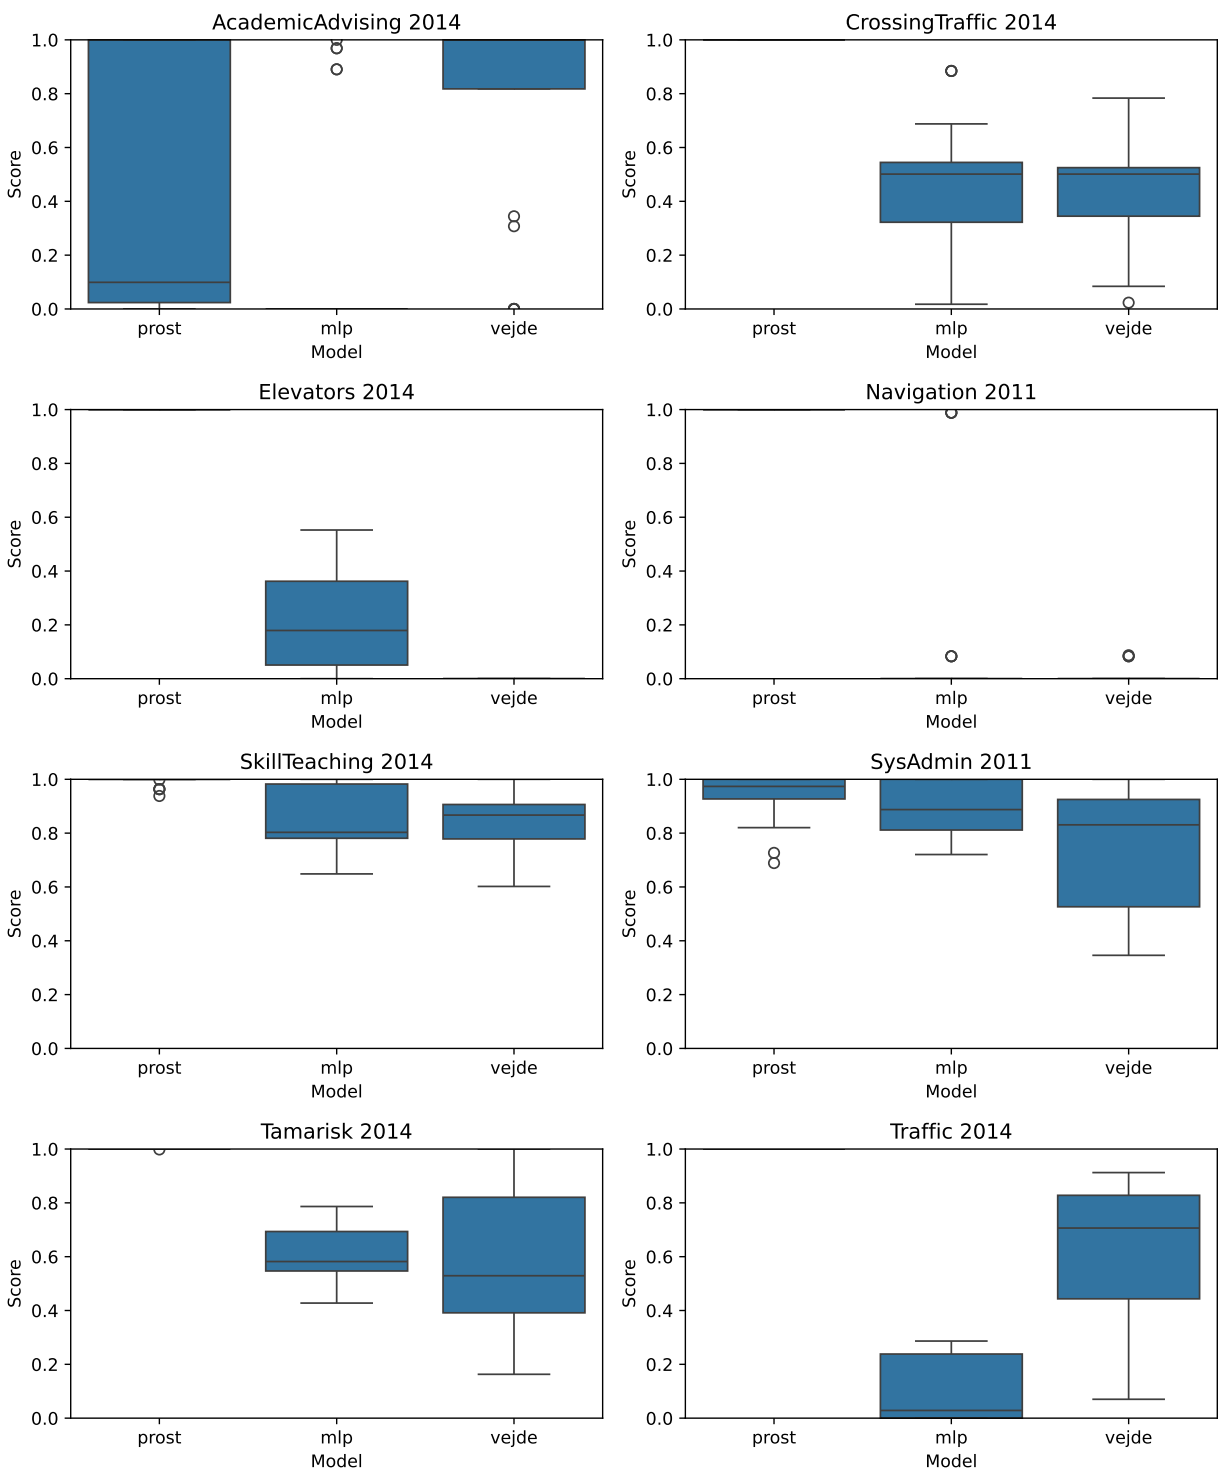 AcademicAdvising 2014
1.0
0.8
0.6
0.4
0.2
0.0
Score
prost mlp vejde
Model
CrossingTraffic 2014
1.0
0.8
0.6
0.4
0.2
0.0
Score
prost mlp vejde
Model
Elevators 2014
1.0
0.8
0.6
0.4
0.2
0.0
Score
prost mlp vejde
Model
Navigation 2011
1.0
0.8
0.6
0.4
0.2
0.0
Score
prost mlp vejde
Model
SkillTeaching 2014
1.0
0.8
0.6
0.4
0.2
0.0
Score
prost mlp vejde
Model
SysAdmin 2011
1.0
0.8
0.6
0.4
0.2
0.0
Score
prost mlp vejde
Model
Tamarisk 2014
1.0
0.8
0.6
0.4
0.2
0.0
Score
prost mlp vejde
Model
Traffic 2014
1.0
0.8
0.6
0.4
0.2
0.0
Score
prost mlp vejde
Model